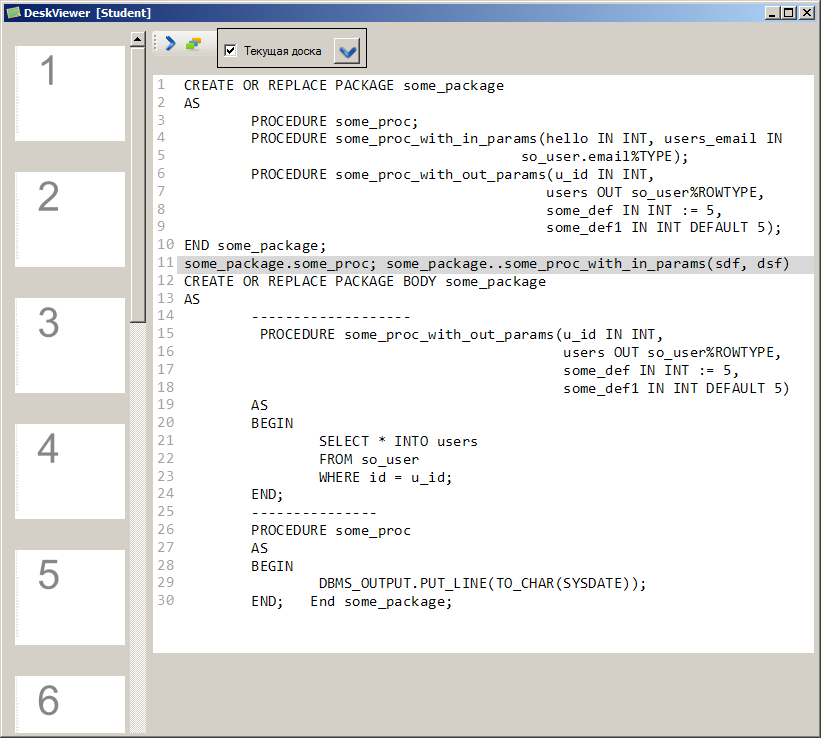 DeskViewer [Student]
Текущая доска
1
2
3
4
5
6
1 CREATE OR REPLACE PACKAGE some_package
2 AS
3 PROCEDURE some_proc;
4 PROCEDURE some_proc_with_in_params(hello IN INT, users_email IN
5 so_user.email%TYPE);
6 PROCEDURE some_proc_with_out_params(u_id IN INT,
7 users OUT so_user%ROWTYPE,
8 some_def IN INT := 5,
9 some_def1 IN INT DEFAULT 5);
10 END some_package;
11 some_package.some_proc; some_package..some_proc_with_in_params(sdf, dsf)
12 CREATE OR REPLACE PACKAGE BODY some_package
13 AS
14 -------------------
15 PROCEDURE some_proc_with_out_params(u_id IN INT,
16 users OUT so_user%ROWTYPE,
17 some_def IN INT := 5,
18 some_def1 IN INT DEFAULT 5)
19 AS
20 BEGIN
21 SELECT * INTO users
22 FROM so_user
23 WHERE id = u_id;
24 END;
25 ---------------
26 PROCEDURE some_proc
27 AS
28 BEGIN
29 DBMS_OUTPUT.PUT_LINE(TO_CHAR(SYSDATE));
30 END; End some_package;